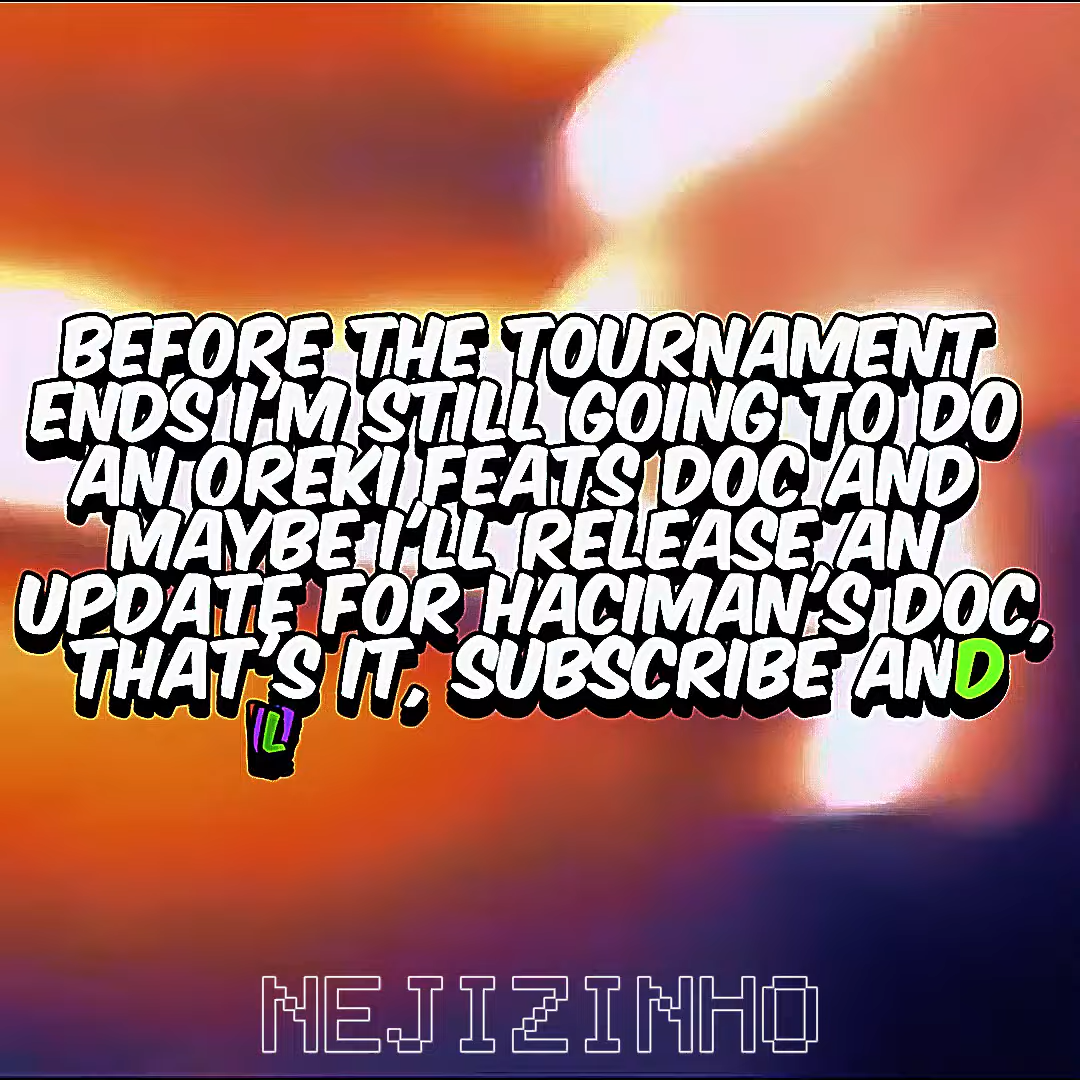 BEFORE THE TOURNAMENT
ENDS I'M STILL GOING TO DO
AN OREKI FEATS DOC AND
MAYBE I'LL RELEASE AN
UPDATE FOR HACIMAN'S DOC,
THAT'S IT, SUBSCRIBE AND
L
NEJIZINHO